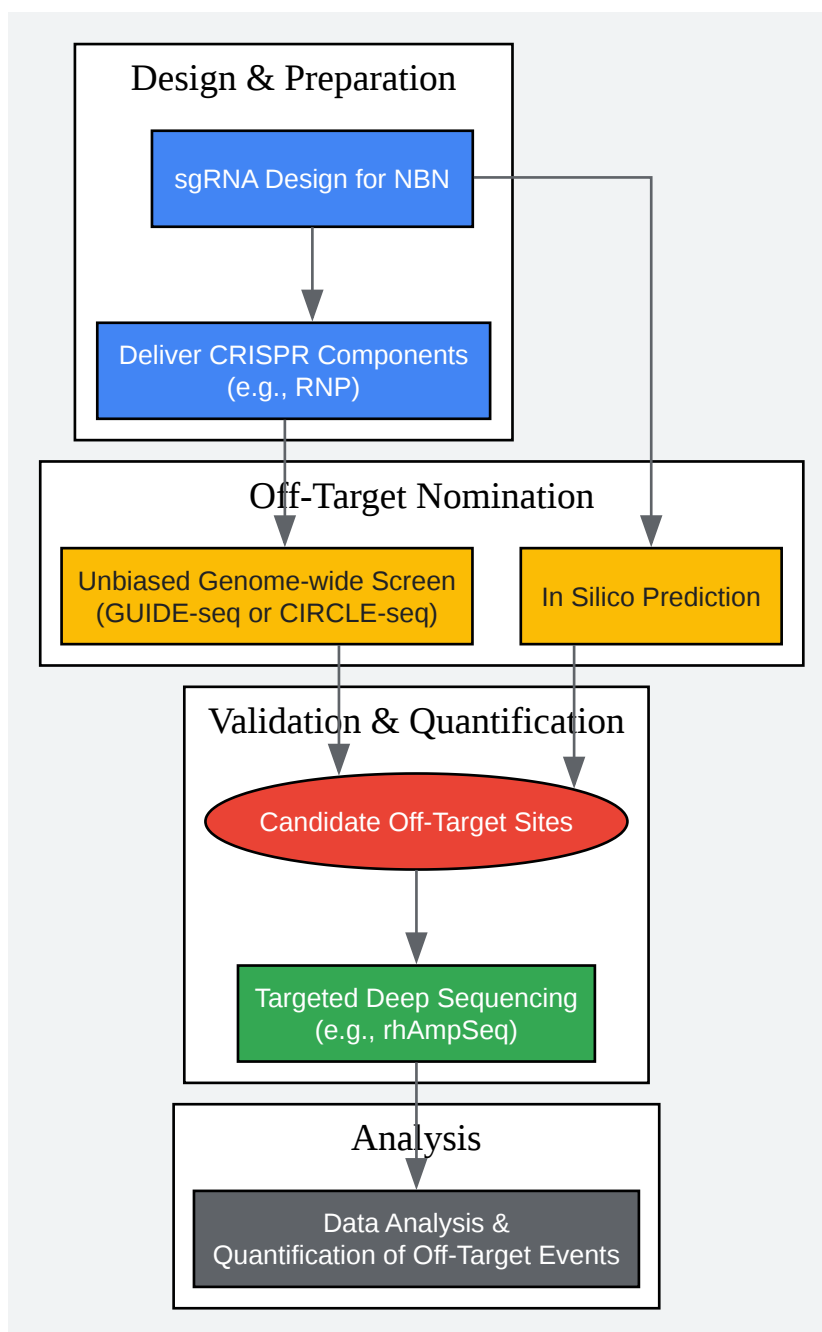 Design & Preparation
sgRNA Design for NBN
Deliver CRISPR Components
(e.g., RNP)
Off-Target Nomination
Unbiased Genome-wide Screen
(GUIDE-seq or CIRCLE-seq)
In Silico Prediction
Validation & Quantification
Candidate Off-Target Sites
Targeted Deep Sequencing
(e.g., rhAmpSeq)
Analysis
Data Analysis &
Quantification of Off-Target Events